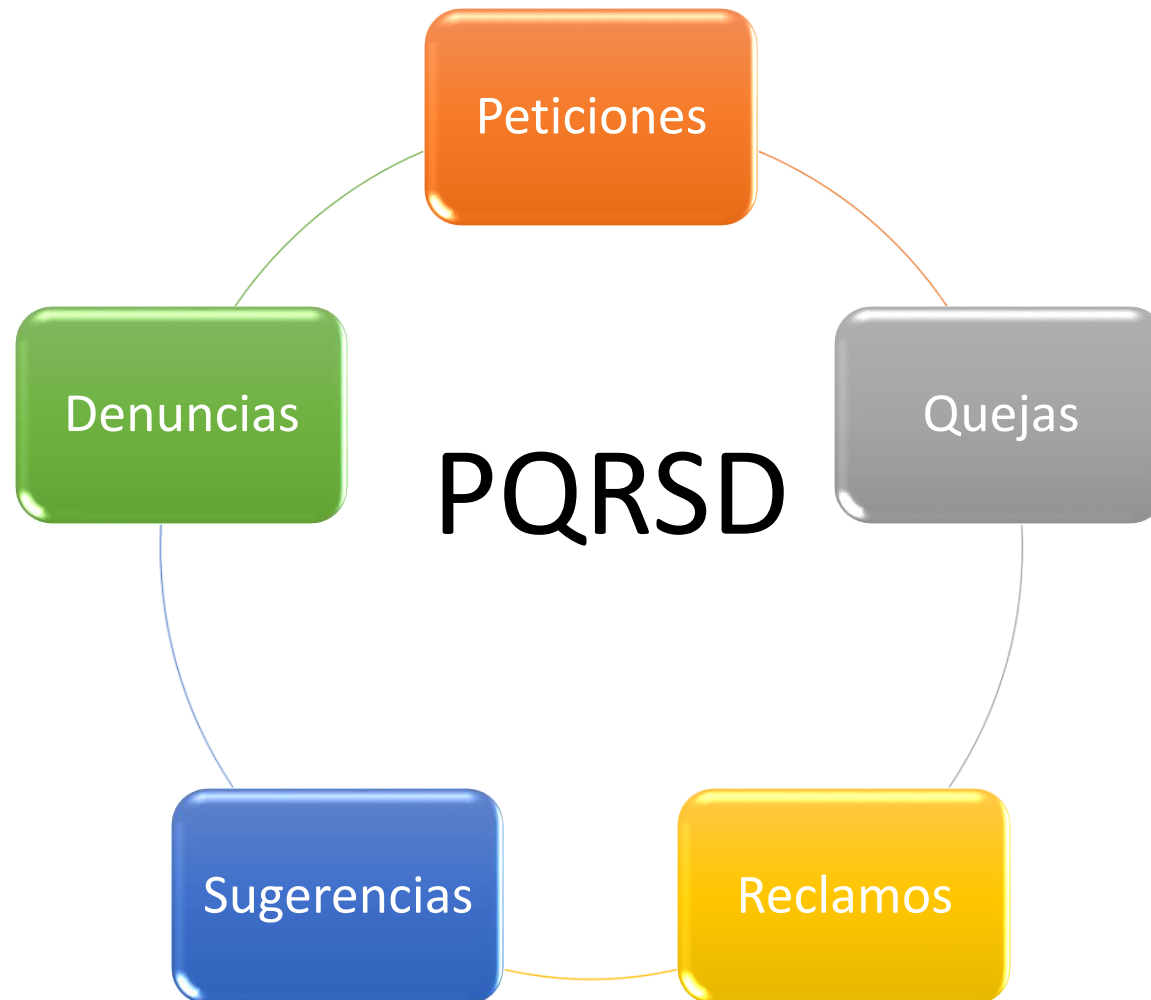 Peticiones
Quejas
Reclamos
Sugerencias
Denuncias
PQRSD